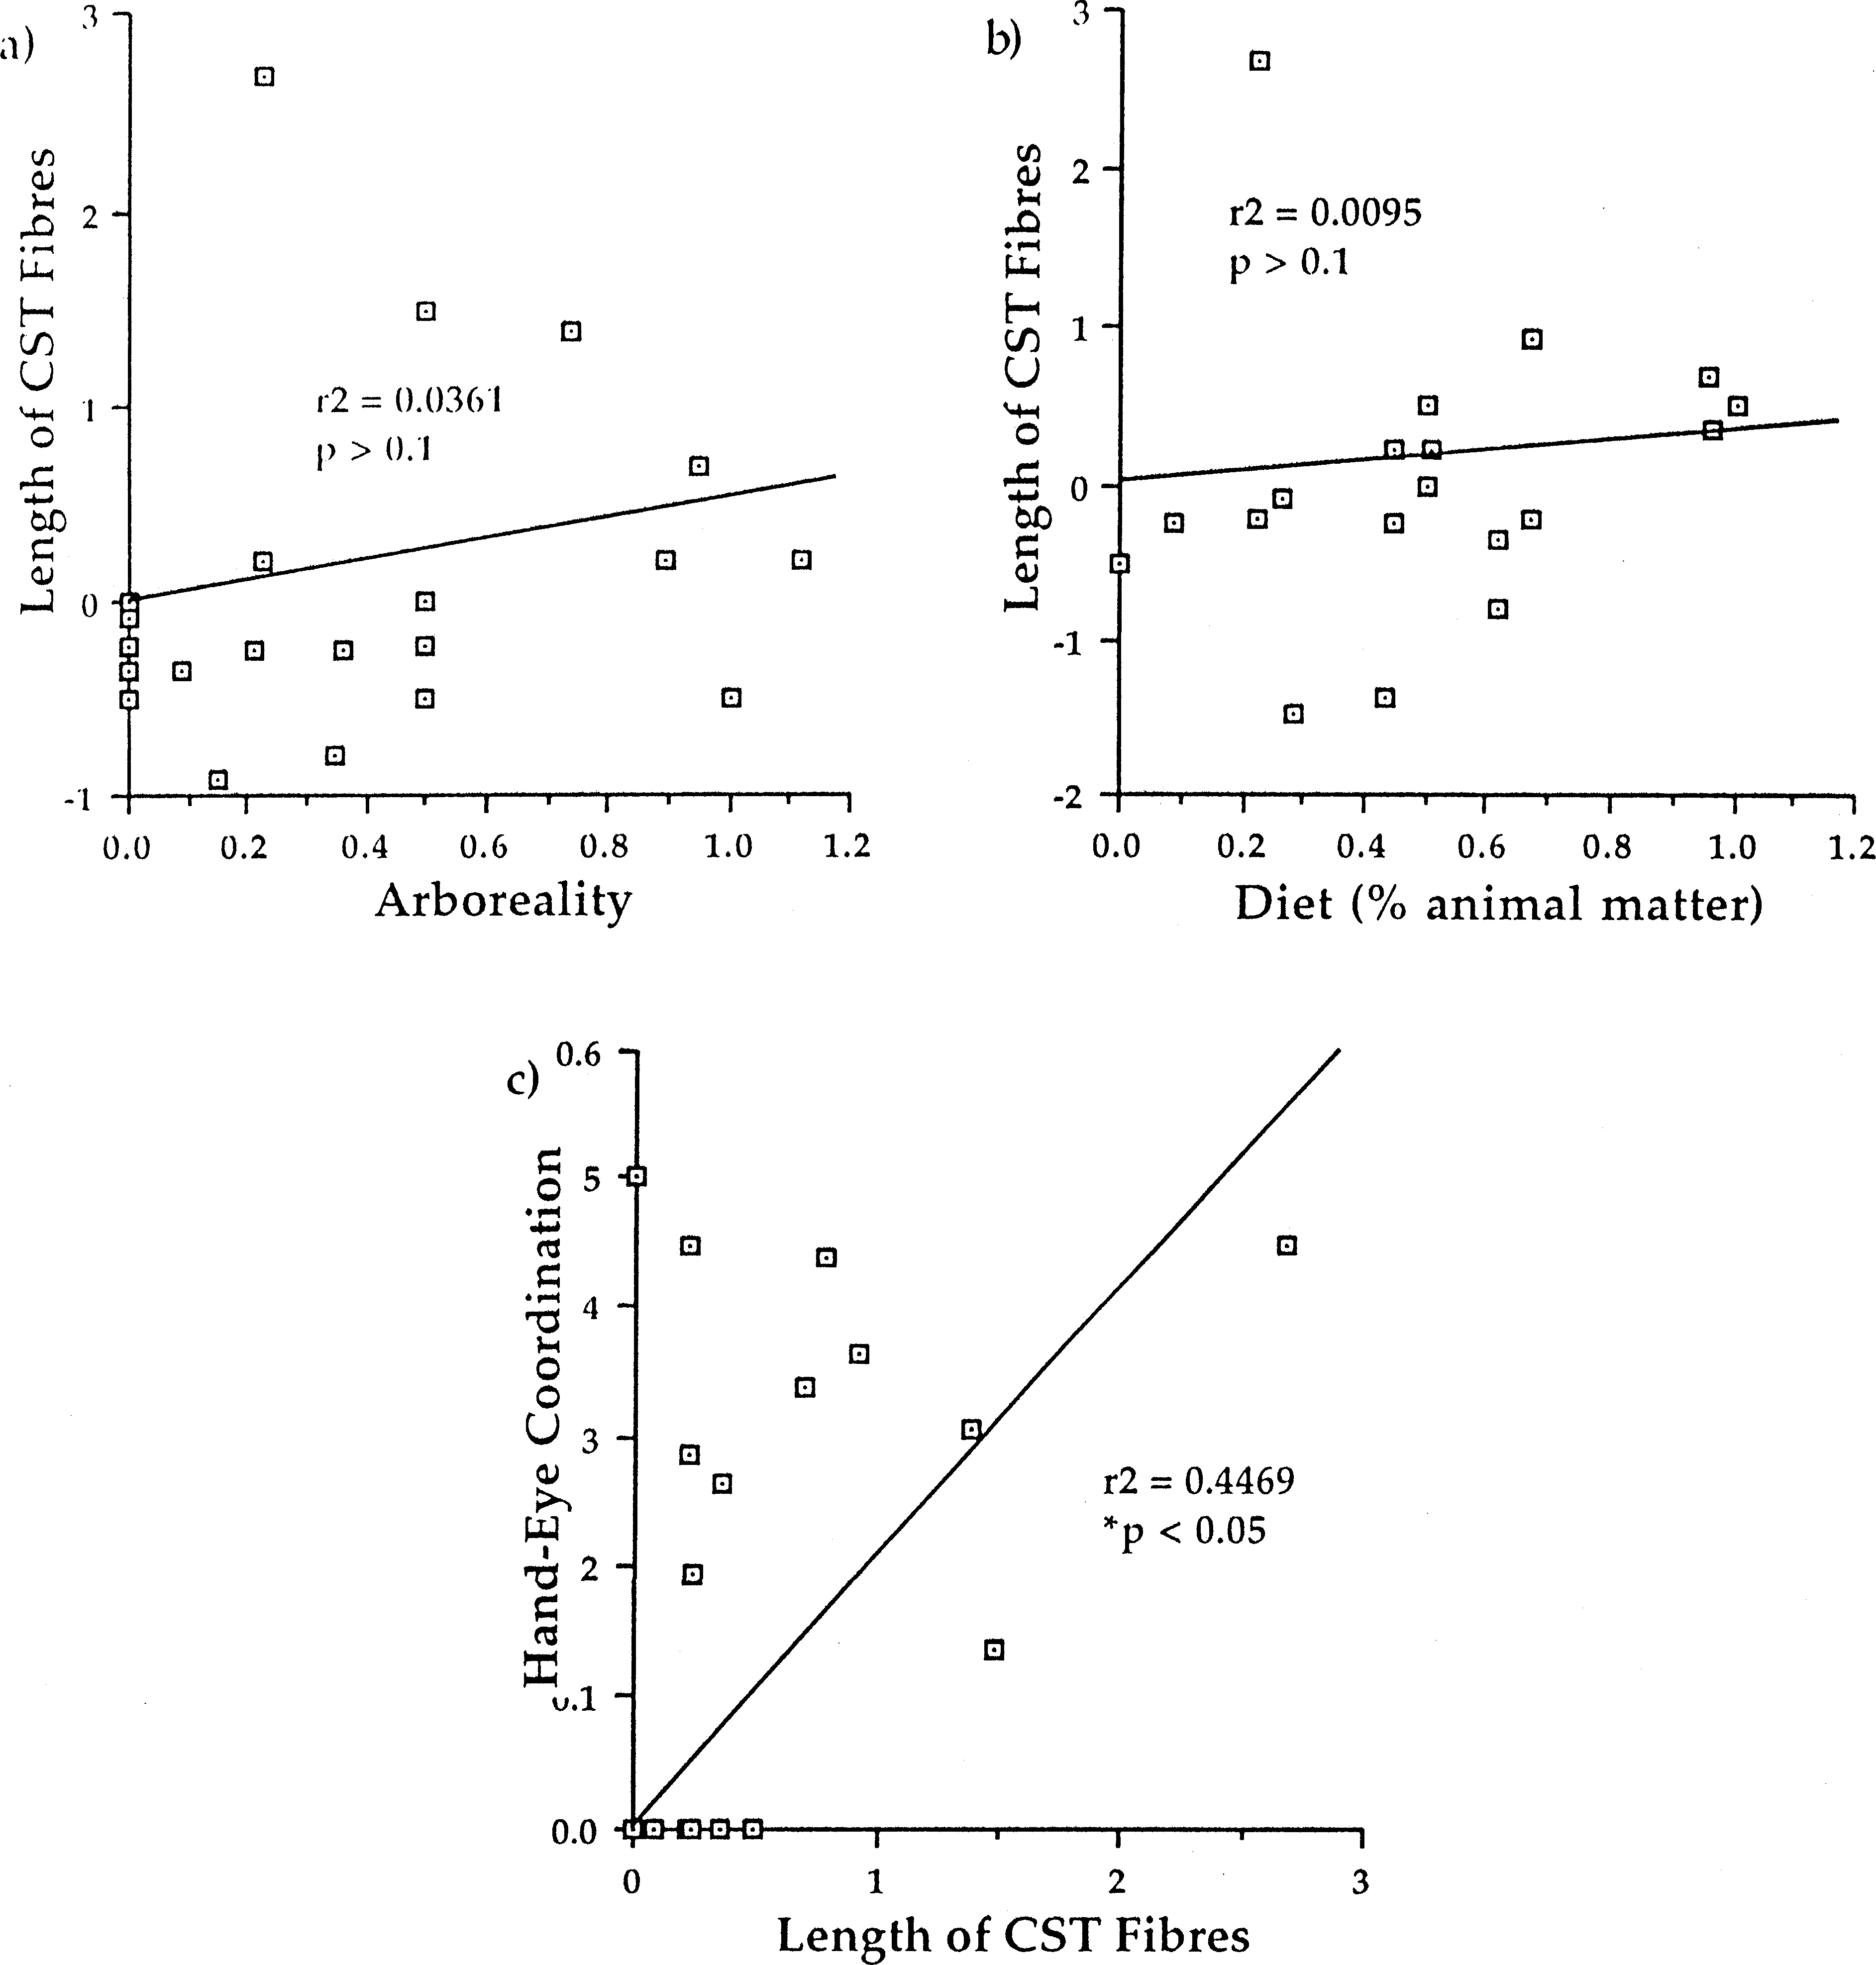 a)
3
2
1
0
-1
Length of CST Fibres
r2 = 0.0361
p > 0.1
0.0 0.2 0.4 0.6 0.8 1.0 1.2
Arboreality
b)
3
2
1
0
-1
-2
Length of CST Fibres
r2 = 0.0095
p > 0.1
0.0 0.2 0.4 0.6 0.8 1.0 1.2
Diet (% animal matter)
c)
0.6
5
4
3
2
.1
0.0
Hand-Eye Coordination
r2 = 0.4469
*p < 0.05
0 1 2 3
Length of CST Fibres